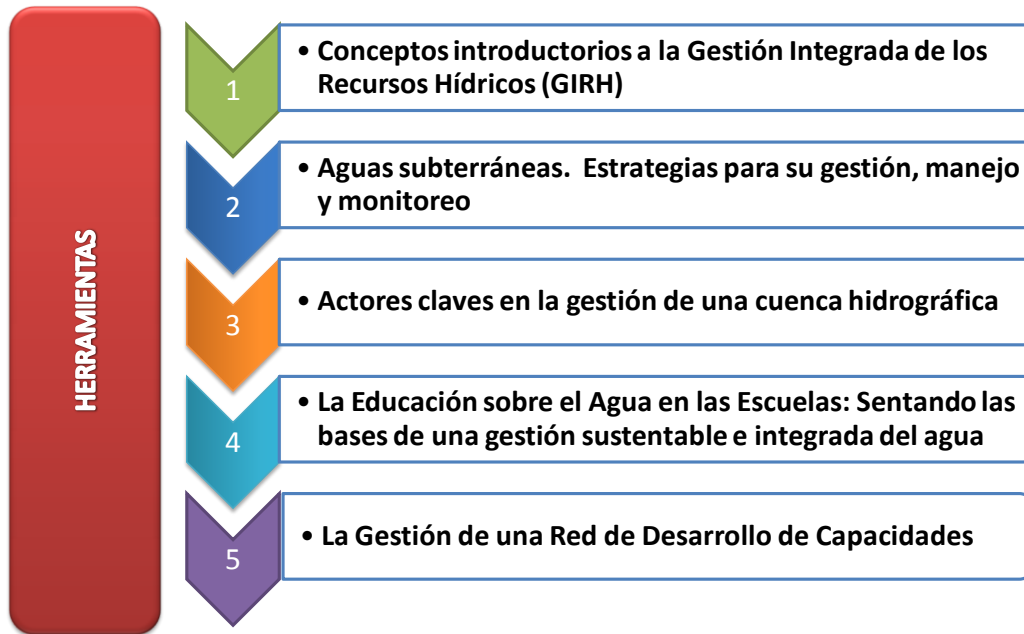 HERRAMIENTAS
1
• Conceptos introductorios a la Gestión Integrada de los
Recursos Hídricos (GIRH)
2
• Aguas subterráneas.  Estrategias para su gestión, manejo
y monitoreo
3
• Actores claves en la gestión de una cuenca hidrográfica
4
• La Educación sobre el Agua en las Escuelas: Sentando las
bases de una gestión sustentable e integrada del agua
5
• La Gestión de una Red de Desarrollo de Capacidades